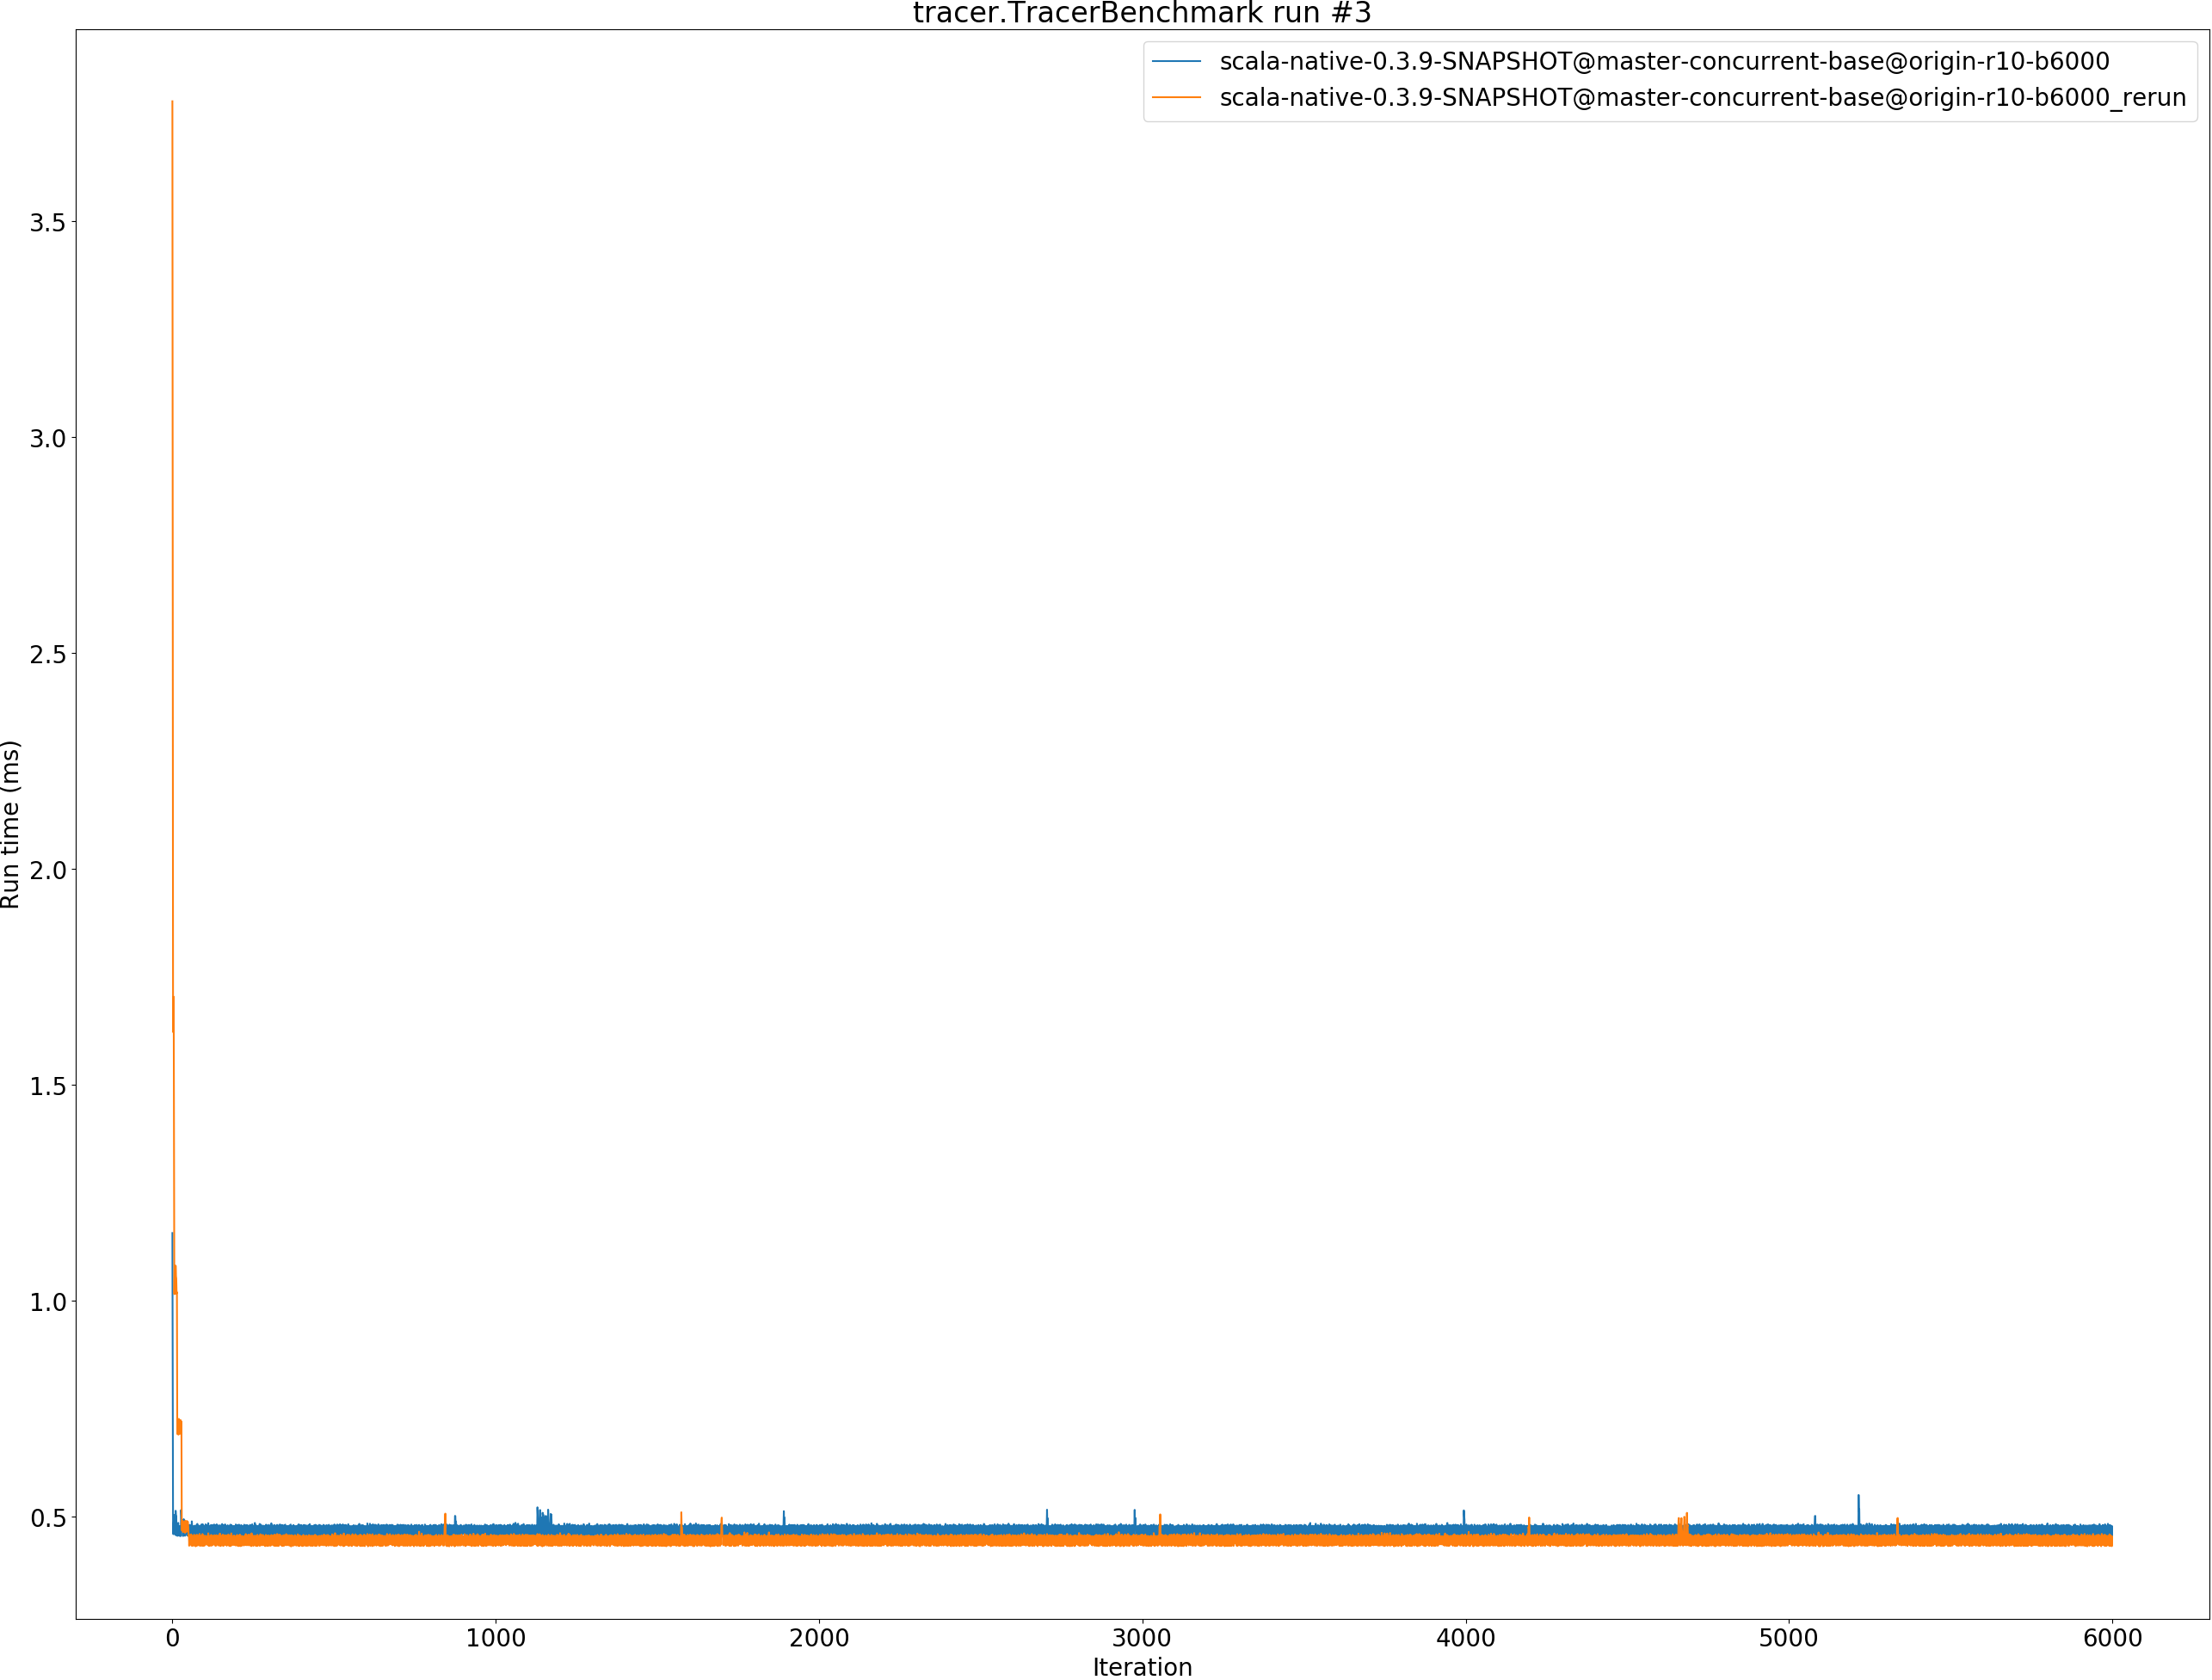 tracer.TracerBenchmark run #3
scala-native-0.3.9-SNAPSHOT@master-concurrent-base@origin-r10-b6000
scala-native-0.3.9-SNAPSHOT@master-concurrent-base@origin-r10-b6000_rerun
Run time (ms)
3.5
3.0
2.5
2.0
1.5
1.0
0.5
0 1000 2000 3000 4000 5000 6000
Iteration